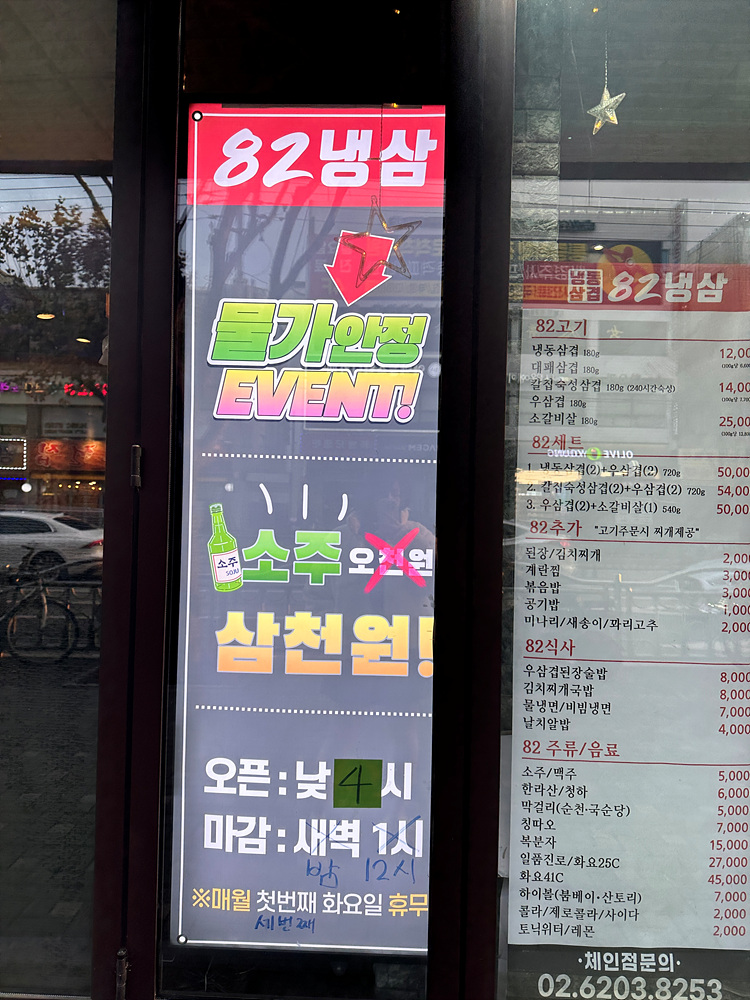 82냉삼
물가안정
EVENT!
소주
SOJU
소주 오천원
삼천원!
오픈 : 낮 4시
마감 : 새벽 1시
밤 12시
※매월 첫번째 화요일 휴무
세번째
냉동삼겹 82냉삼
82고기
냉동삼겹 180g 12,00
대패삼겹 180g
칼집숙성삼겹 180g (240시간숙성) 14,00
우삼겹 180g
소갈비살 180g 25,00
82세트
1. 냉동삼겹(2)+우삼겹(2) 720g 50,00
2. 칼집숙성삼겹(2)+우삼겹(2) 720g 54,00
3. 우삼겹(2)+소갈비살(1) 540g 50,00
82추가 "고기주문시 찌개제공"
된장/김치찌개 2,00
계란찜 3,000
볶음밥 3,000
공기밥 1,000
미나리/새송이/꽈리고추 2,000
82식사
우삼겹된장술밥 8,000
김치찌개국밥 8,000
물냉면/비빔냉면 7,000
날치알밥 4,000
82 주류/음료
소주/맥주 5,000
한라산/청하 6,000
막걸리(순천·국순당) 5,000
칭따오 7,000
복분자 15,000
일품진로/화요25C 27,000
화요41C 45,000
하이볼(봄베이·산토리) 7,000
콜라/제로콜라/사이다 2,000
토닉위터/레몬 2,000
·체인점문의·
02.6203.8253